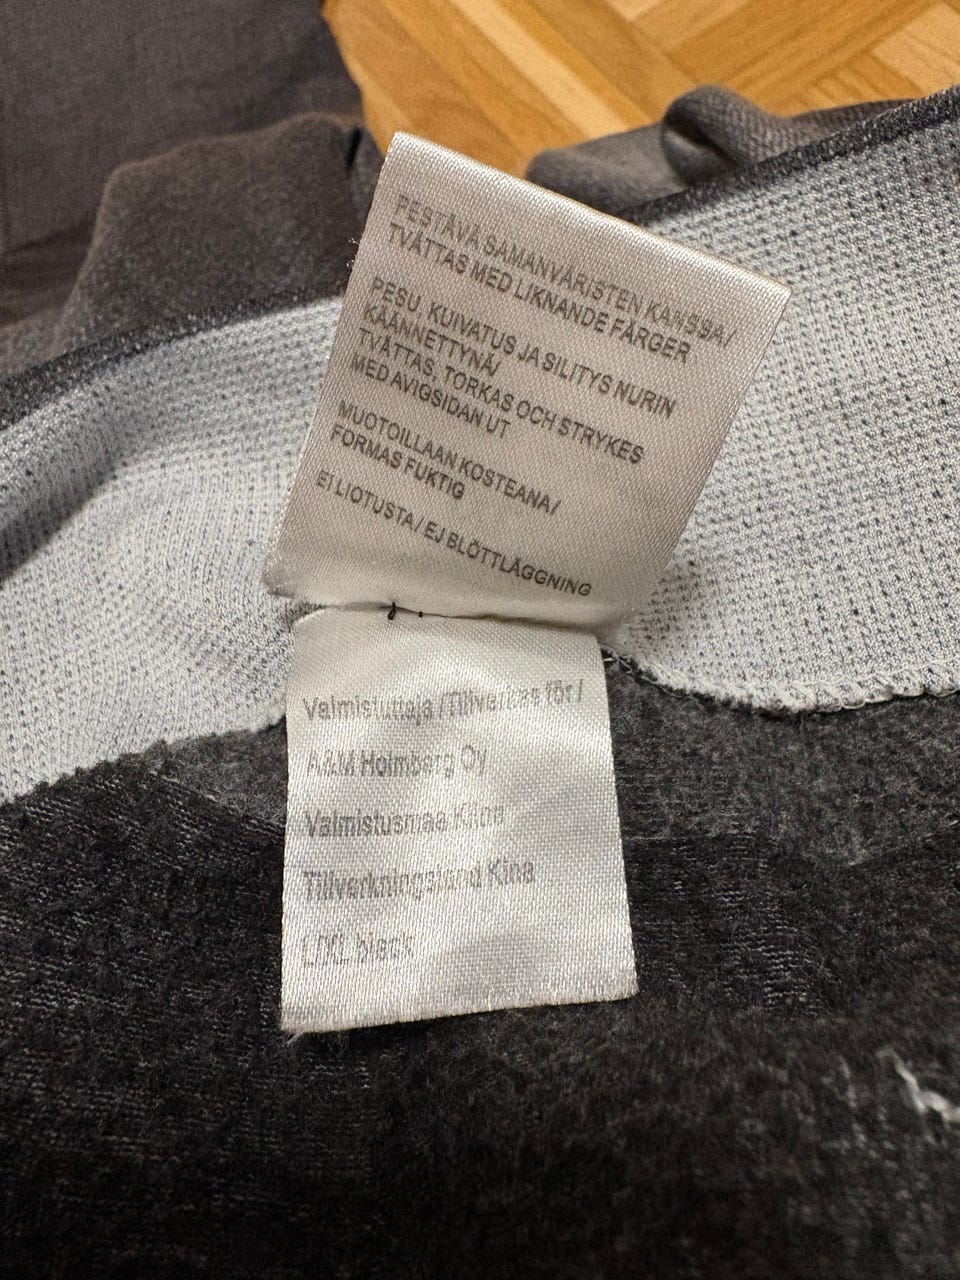 PESTÄVÄ SAMANVÄRISTEN KANSSA/
TVÄTTAS MED LIKNANDE FÄRGER
PESU, KUIVATUS JA SILITYS NURIN
KÄÄNNETTYNÄ/
TVÄTTAS, TORKAS OCH STRYKES
MED AVIGSIDAN UT
MUOTOILLAAN KOSTEANA/
FORMAS FUKTIG
EI LIOTUSTA / EJ BLÖTTLÄGGNING
Valmistuttaja / Tillverkas för /
A&M Holmberg Oy
Valmistusmaa Kiina
Tillverkningsland Kina
L/XL black